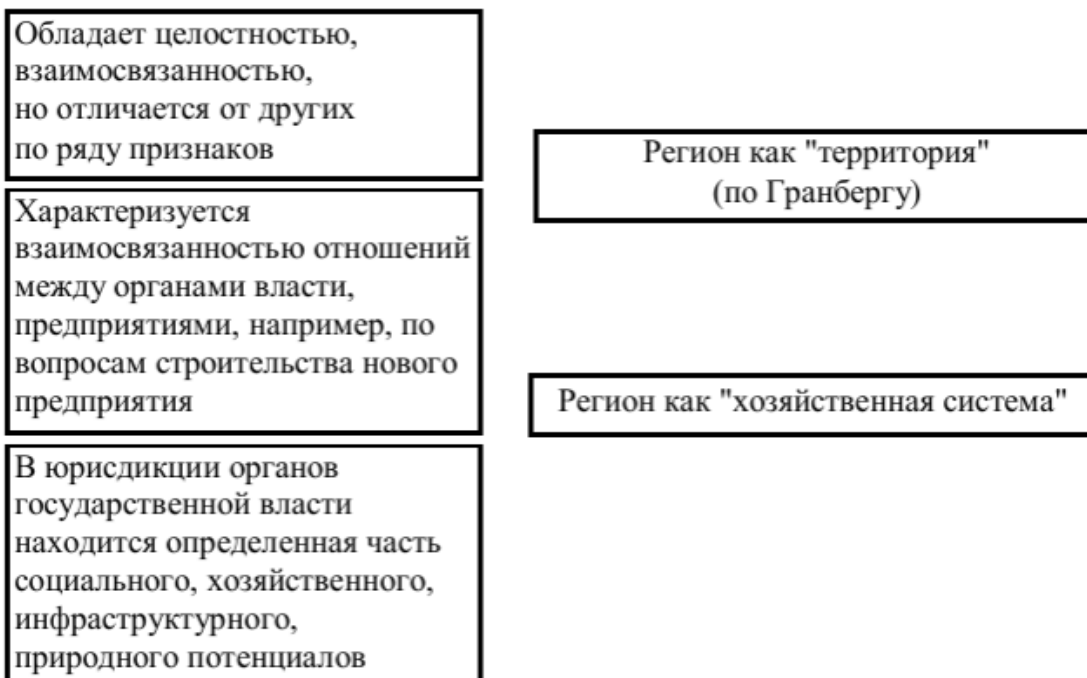 Обладает целостностью,
взаимосвязанностью,
но отличается от других
по ряду признаков
Характеризуется
взаимосвязанностью отношений
между органами власти,
предприятиями, например, по
вопросам строительства нового
предприятия
В юрисдикции органов
государственной власти
находится определенная часть
социального, хозяйственного,
инфраструктурного,
природного потенциалов
Регион как "территория"
(по Гранбергу)
Регион как "хозяйственная система"